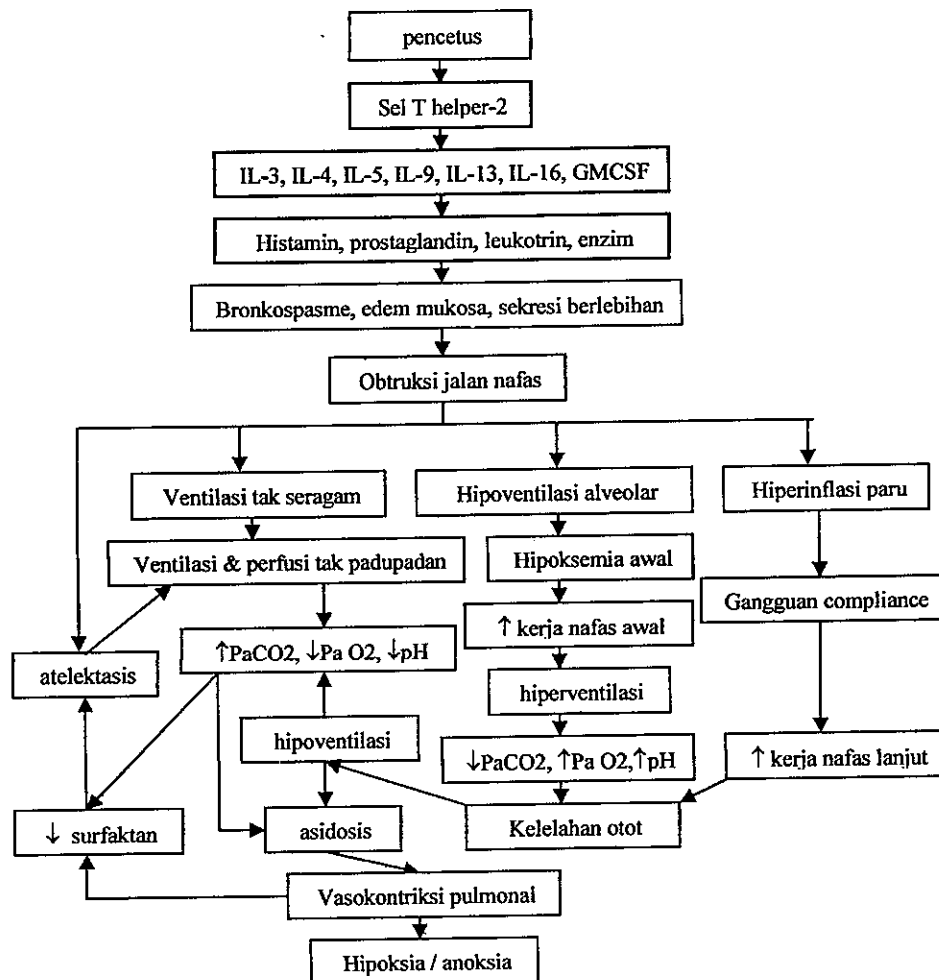 pencetus
Sel T helper-2
IL-3, IL-4, IL-5, IL-9, IL-13, IL-16, GMCSF
Histamin, prostaglandin, leukotrin, enzim
Bronkospasme, edem mukosa, sekresi berlebihan
Obtruksi jalan nafas
Ventilasi tak seragam
Hipoventilasi alveolar
Hiperinflasi paru
Ventilasi & perfusi tak padupadan
Hipoksemia awal
Gangguan compliance
↑ kerja nafas awal
↑PaCO2, ↓Pa O2, ↓pH
atelektasis
hiperventilasi
hipoventilasi
↓PaCO2, ↑Pa O2,↑pH
↑ kerja nafas lanjut
↓ surfaktan
asidosis
Kelelahan otot
Vasokontriksi pulmonal
Hipoksia / anoksia